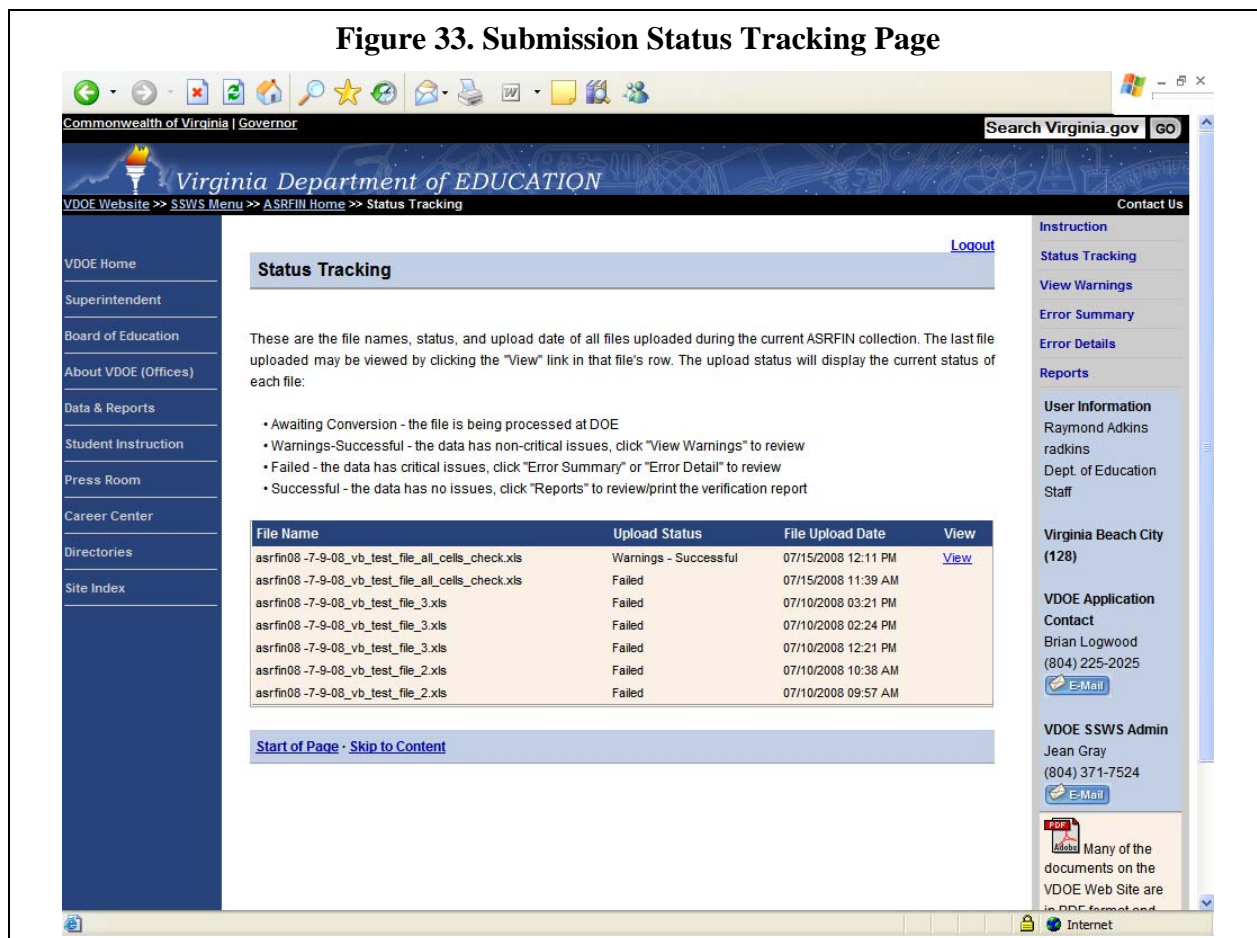 Figure 33. Submission Status Tracking Page
Commonwealth of Virginia | Governor
Search Virginia.gov GO
Virginia Department of EDUCATION
VDOE Website >> SSWS Menu >> ASRFIN Home >> Status Tracking
Contact Us
VDOE Home
Superintendent
Board of Education
About VDOE (Offices)
Data & Reports
Student Instruction
Press Room
Career Center
Directories
Site Index
Logout
Status Tracking
These are the file names, status, and upload date of all files uploaded during the current ASRFIN collection. The last file
uploaded may be viewed by clicking the "View" link in that file's row. The upload status will display the current status of
each file:
• Awaiting Conversion - the file is being processed at DOE
• Warnings-Successful - the data has non-critical issues, click "View Warnings" to review
• Failed - the data has critical issues, click "Error Summary" or "Error Detail" to review
• Successful - the data has no issues, click "Reports" to review/print the verification report
File Name Upload Status File Upload Date View
asrfin08 -7-9-08_vb_test_file_all_cells_check.xls Warnings - Successful 07/15/2008 12:11 PM View
asrfin08 -7-9-08_vb_test_file_all_cells_check.xls Failed 07/15/2008 11:39 AM
asrfin08 -7-9-08_vb_test_file_3.xls Failed 07/10/2008 03:21 PM
asrfin08 -7-9-08_vb_test_file_3.xls Failed 07/10/2008 02:24 PM
asrfin08 -7-9-08_vb_test_file_3.xls Failed 07/10/2008 12:21 PM
asrfin08 -7-9-08_vb_test_file_2.xls Failed 07/10/2008 10:38 AM
asrfin08 -7-9-08_vb_test_file_2.xls Failed 07/10/2008 09:57 AM
Start of Page · Skip to Content
Instruction
Status Tracking
View Warnings
Error Summary
Error Details
Reports
User Information
Raymond Adkins
radkins
Dept. of Education
Staff
Virginia Beach City
(128)
VDOE Application
Contact
Brian Logwood
(804) 225-2025
E-Mail
VDOE SSWS Admin
Jean Gray
(804) 371-7524
E-Mail
PDF
Adobe Many of the
documents on the
VDOE Web Site are
Internet